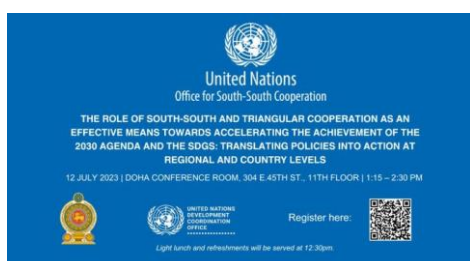 United Nations
Office for South-South Cooperation
THE ROLE OF SOUTH-SOUTH AND TRIANGULAR COOPERATION AS AN
EFFECTIVE MEANS TOWARDS ACCELERATING THE ACHIEVEMENT OF THE
2030 AGENDA AND THE SDGS: TRANSLATING POLICIES INTO ACTION AT
REGIONAL AND COUNTRY LEVELS
12 JULY 2023 | DOHA CONFERENCE ROOM, 304 E.45TH ST., 11TH FLOOR | 1:15 – 2:30 PM
UNITED NATIONS
DEVELOPMENT
COORDINATION
OFFICE
Register here:
Light lunch and refreshments will be served at 12:30pm.